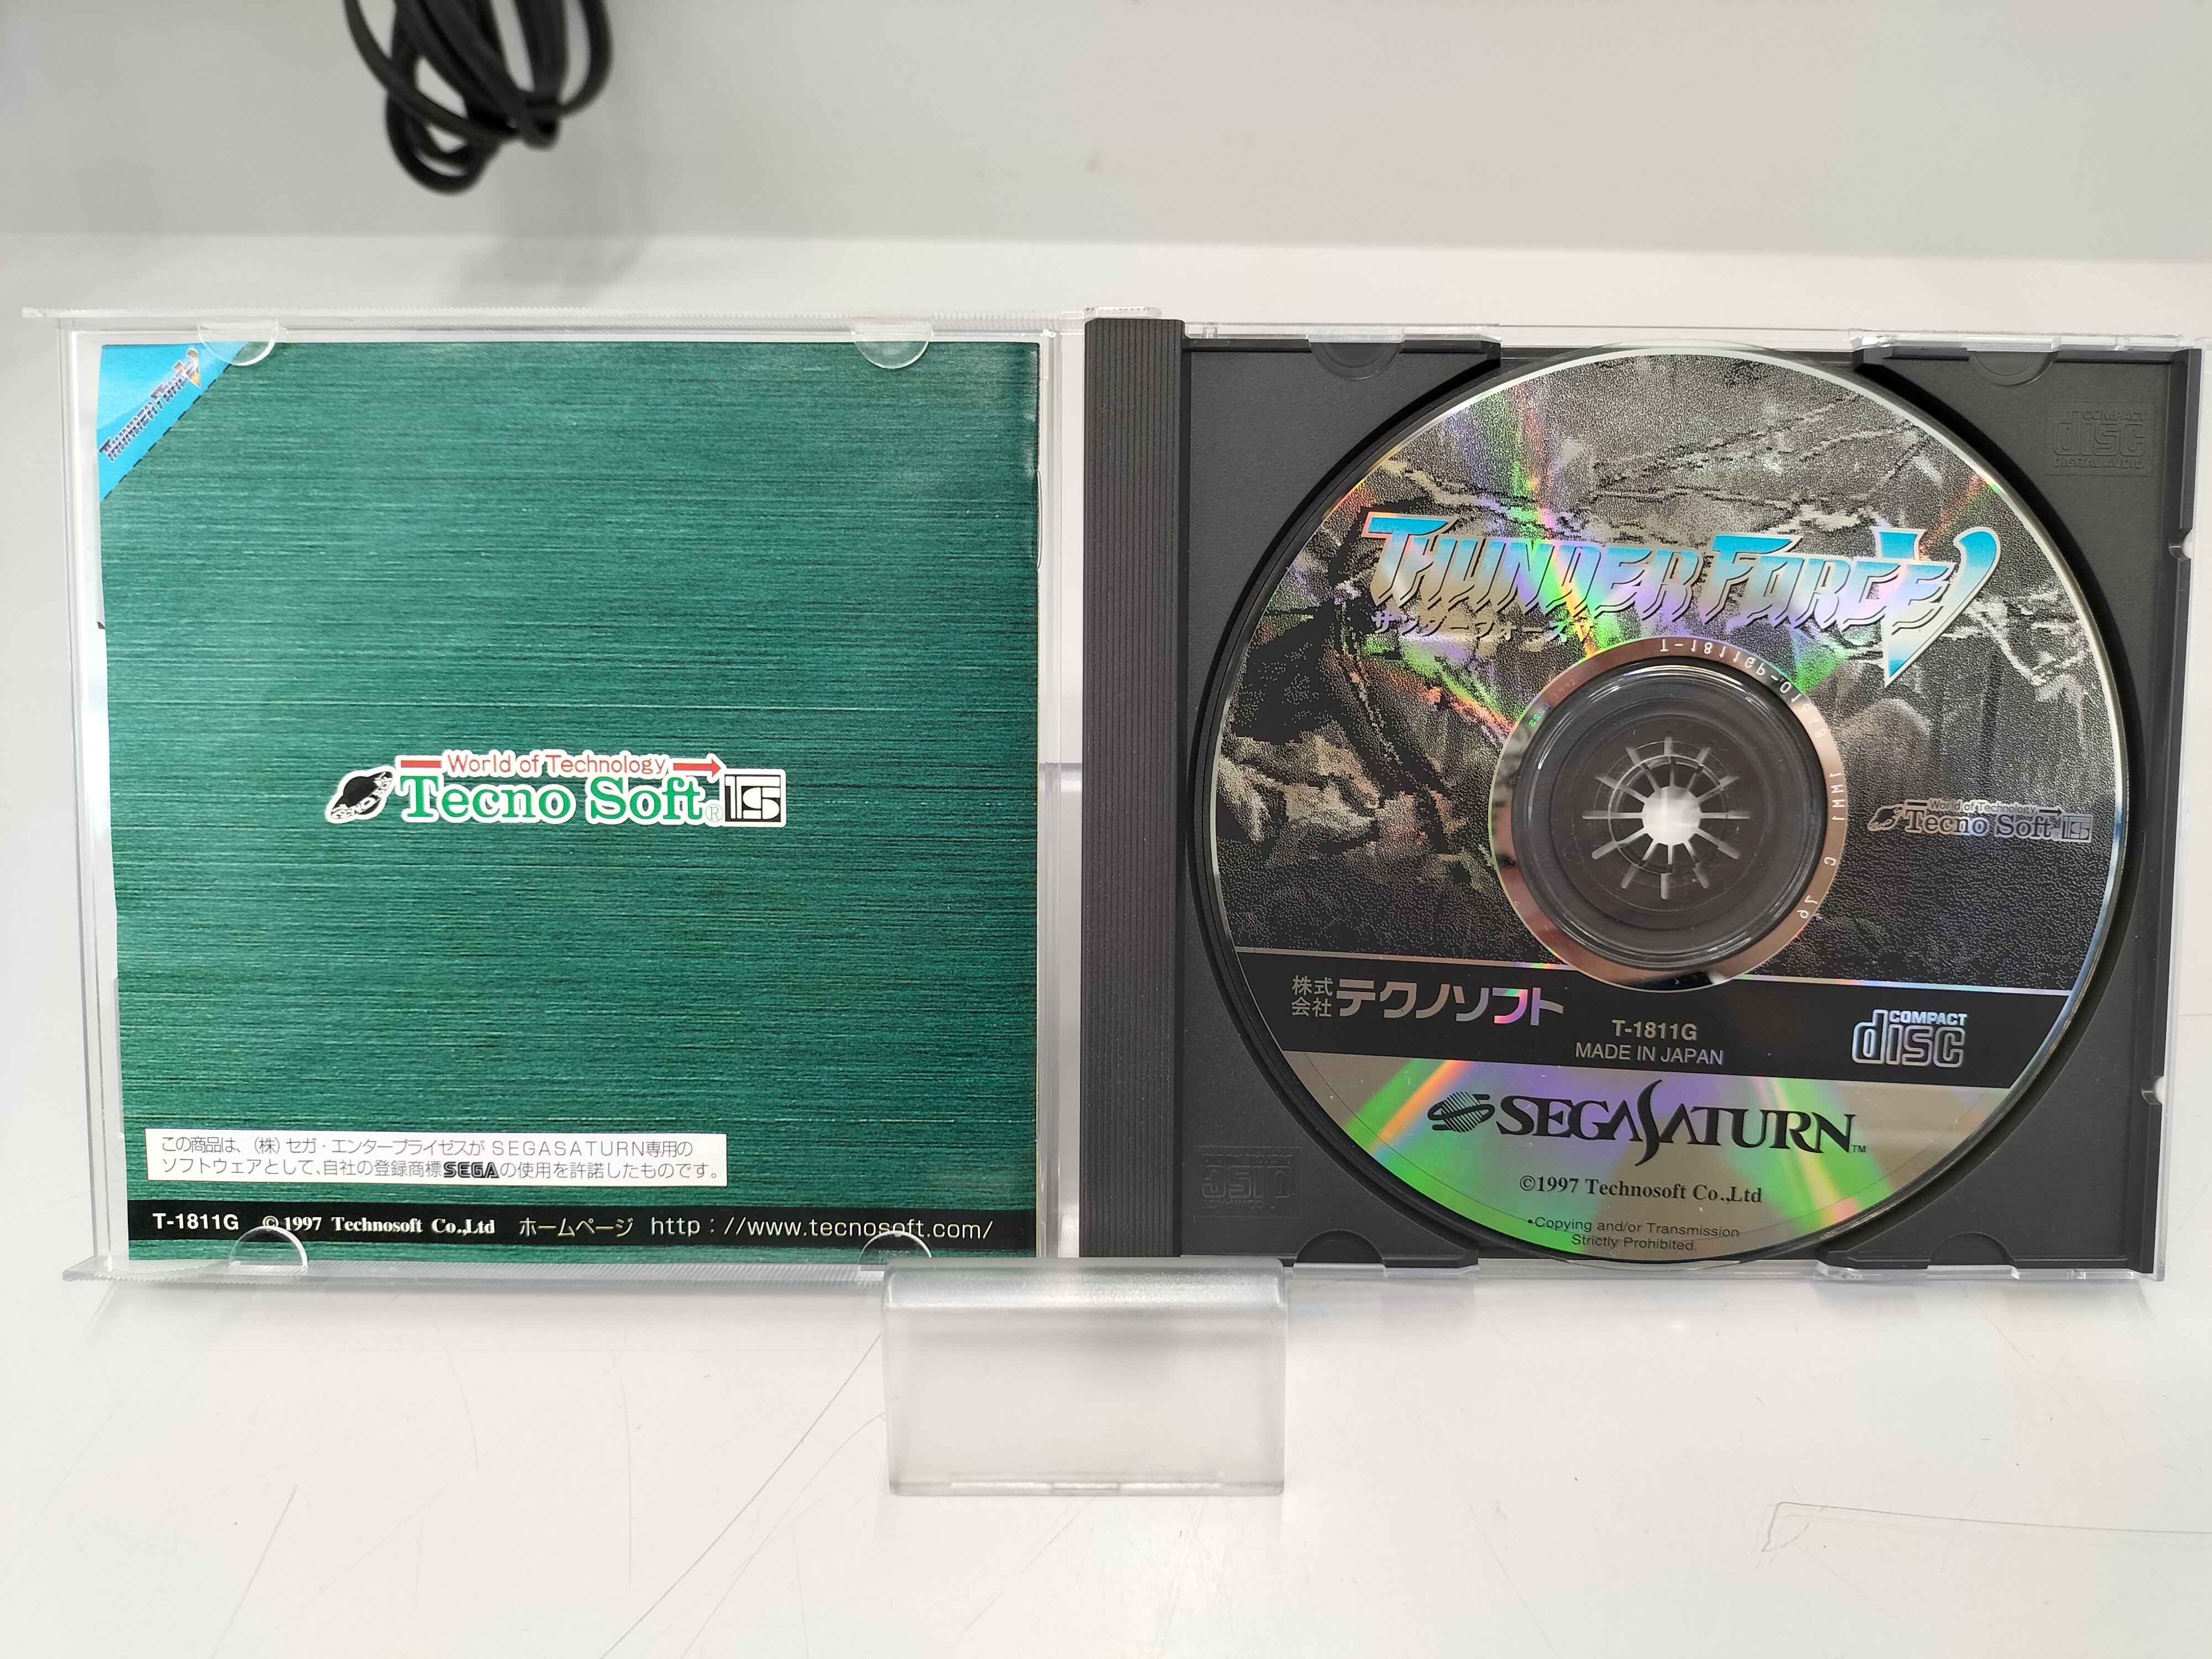 THUNDER FORCE V
World of Technology
Tecno Soft®
この商品は、(株)セガ・エンタープライゼスがSEGASATURN専用の
ソフトウェアとして、自社の登録商標SEGAの使用を許諾したものです。
T-1811G ©1997 Technosoft Co.,Ltd ホームページ http://www.tecnosoft.com/
COMPACT
disc
DIGITAL AUDIO
THUNDER FORCE V
サンダーフォースV
World of Technology
Tecno Soft
株式会社テクノソフト
T-1811G
MADE IN JAPAN
COMPACT
disc
SEGASATURN™
©1997 Technosoft Co.,Ltd
•Copying and/or Transmission
Strictly Prohibited.